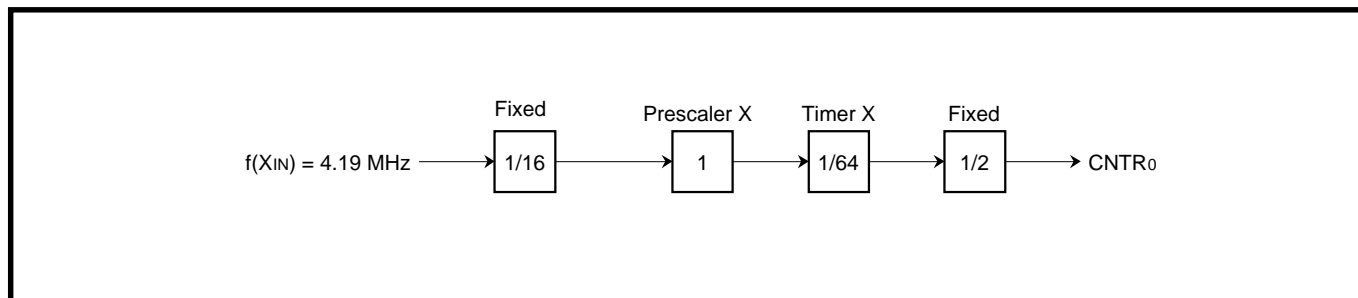 Fixed
Prescaler X
Timer X
Fixed
f(XIN) = 4.19 MHz
1/16
1
1/64
1/2
CNTR0